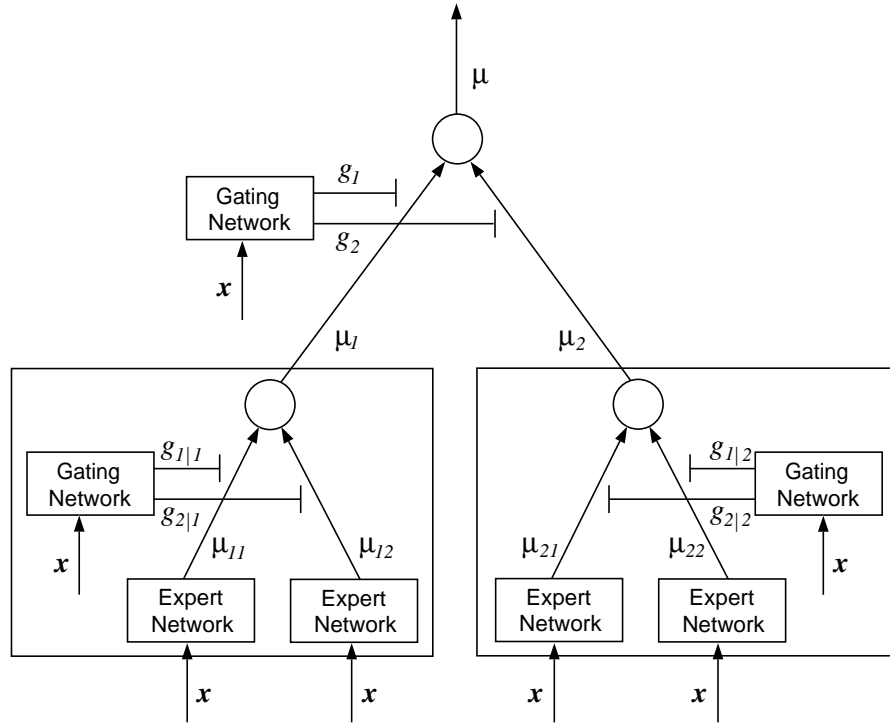 μ
g1
Gating
Network
g2
x
μ1
μ2
g1|1
g1|2
Gating
Network
Gating
Network
g2|1
g2|2
μ11
μ12
μ21
μ22
x
x
Expert
Network
Expert
Network
Expert
Network
Expert
Network
x
x
x
x